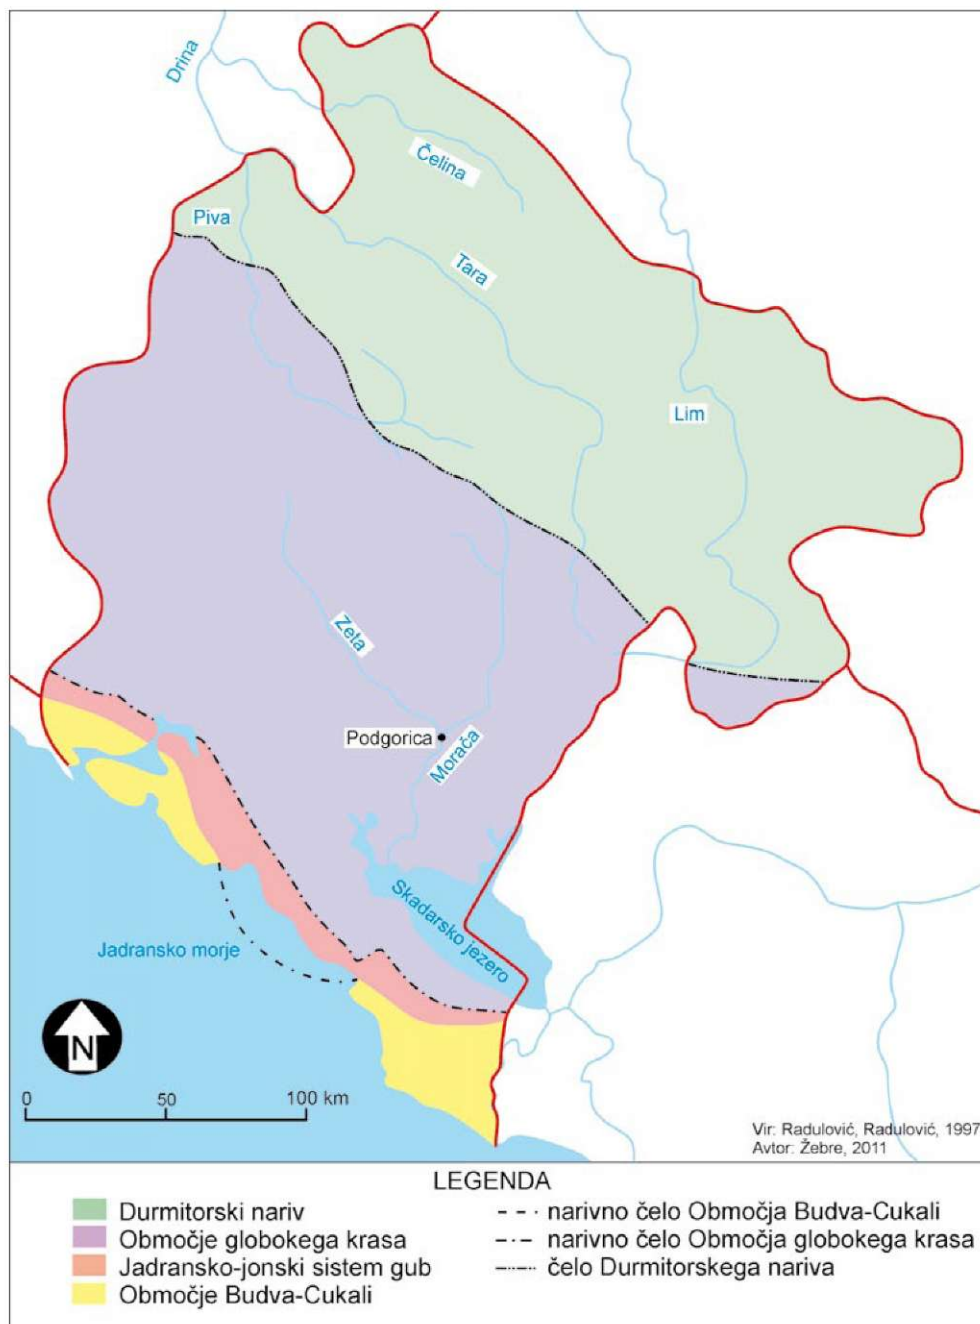 Drina
Čelina
Piva
Tara
Lim
Zeta
Podgorica
Morača
Skadarsko jezero
Jadransko morje
N
0 50 100 km
Vir: Radulović, Radulović, 1997
Avtor: Žebre, 2011
LEGENDA
Durmitorski nariv
Območje globokega krasa
Jadransko-jonski sistem gub
Območje Budva-Cukali
narivno čelo Območja Budva-Cukali
narivno čelo Območja globokega krasa
čelo Durmitorskega nariva